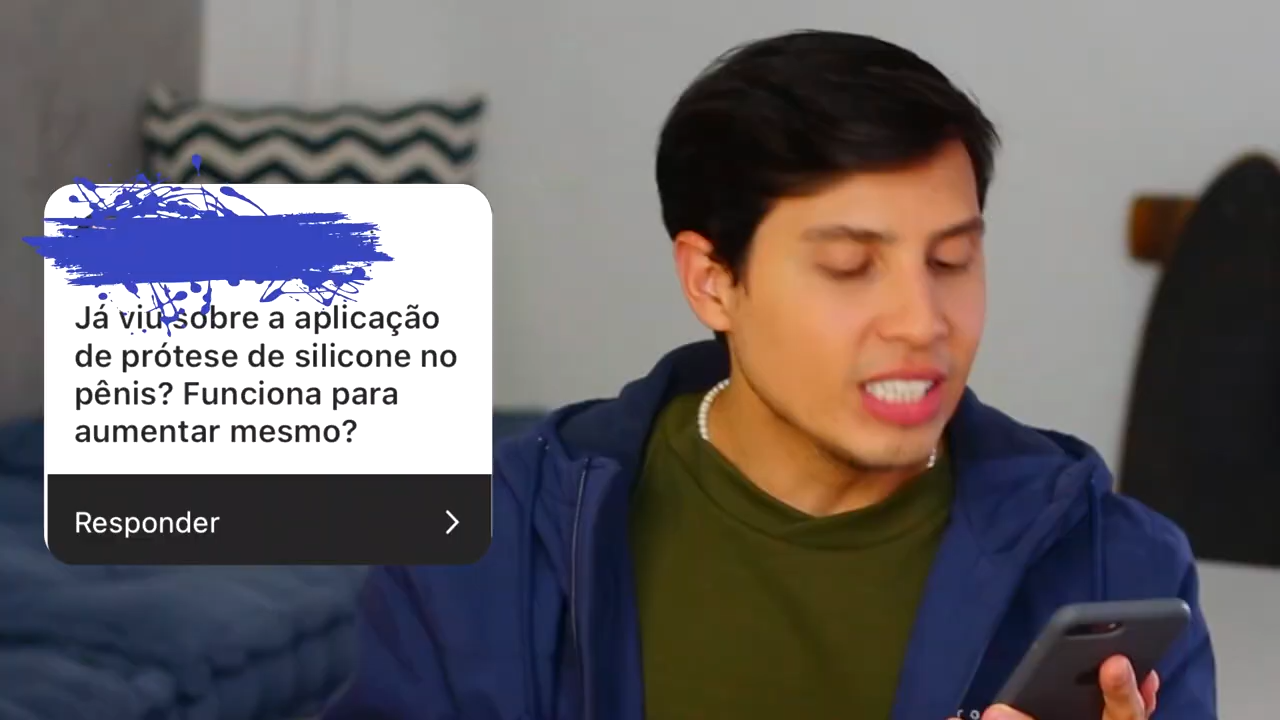 Já viu sobre a aplicação
de prótese de silicone no
pênis? Funciona para
aumentar mesmo?
Responder